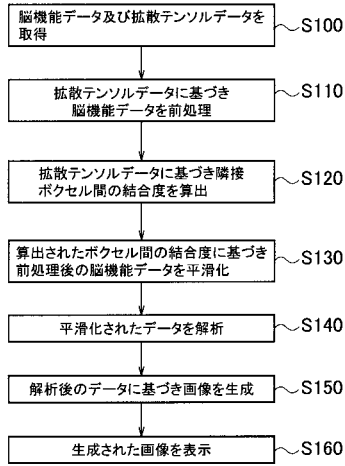 脳機能データ及び拡散テンソルデータを
取得
S100
拡散テンソルデータに基づき
脳機能データを前処理
S110
拡散テンソルデータに基づき隣接
ボクセル間の結合度を算出
S120
算出されたボクセル間の結合度に基づき
前処理後の脳機能データを平滑化
S130
平滑化されたデータを解析
S140
解析後のデータに基づき画像を生成
S150
生成された画像を表示
S160